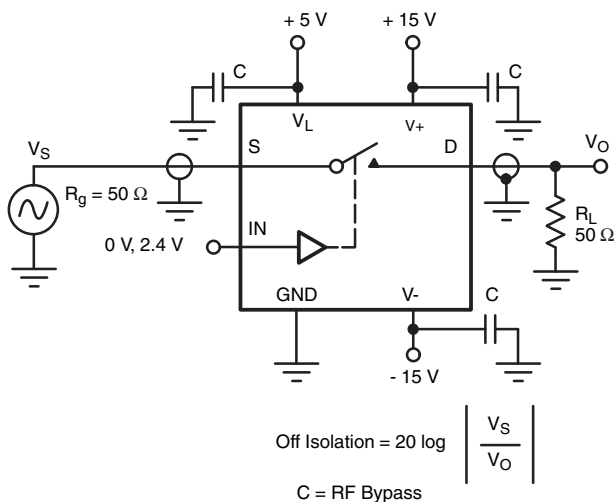 + 5 V
+ 15 V
C
C
V_L
V+
V_S
S
D
V_O
R_g = 50 Ω
R_L
50 Ω
IN
0 V, 2.4 V
GND
V-
C
- 15 V
Off Isolation = 20 log | V_S / V_O |
C = RF Bypass